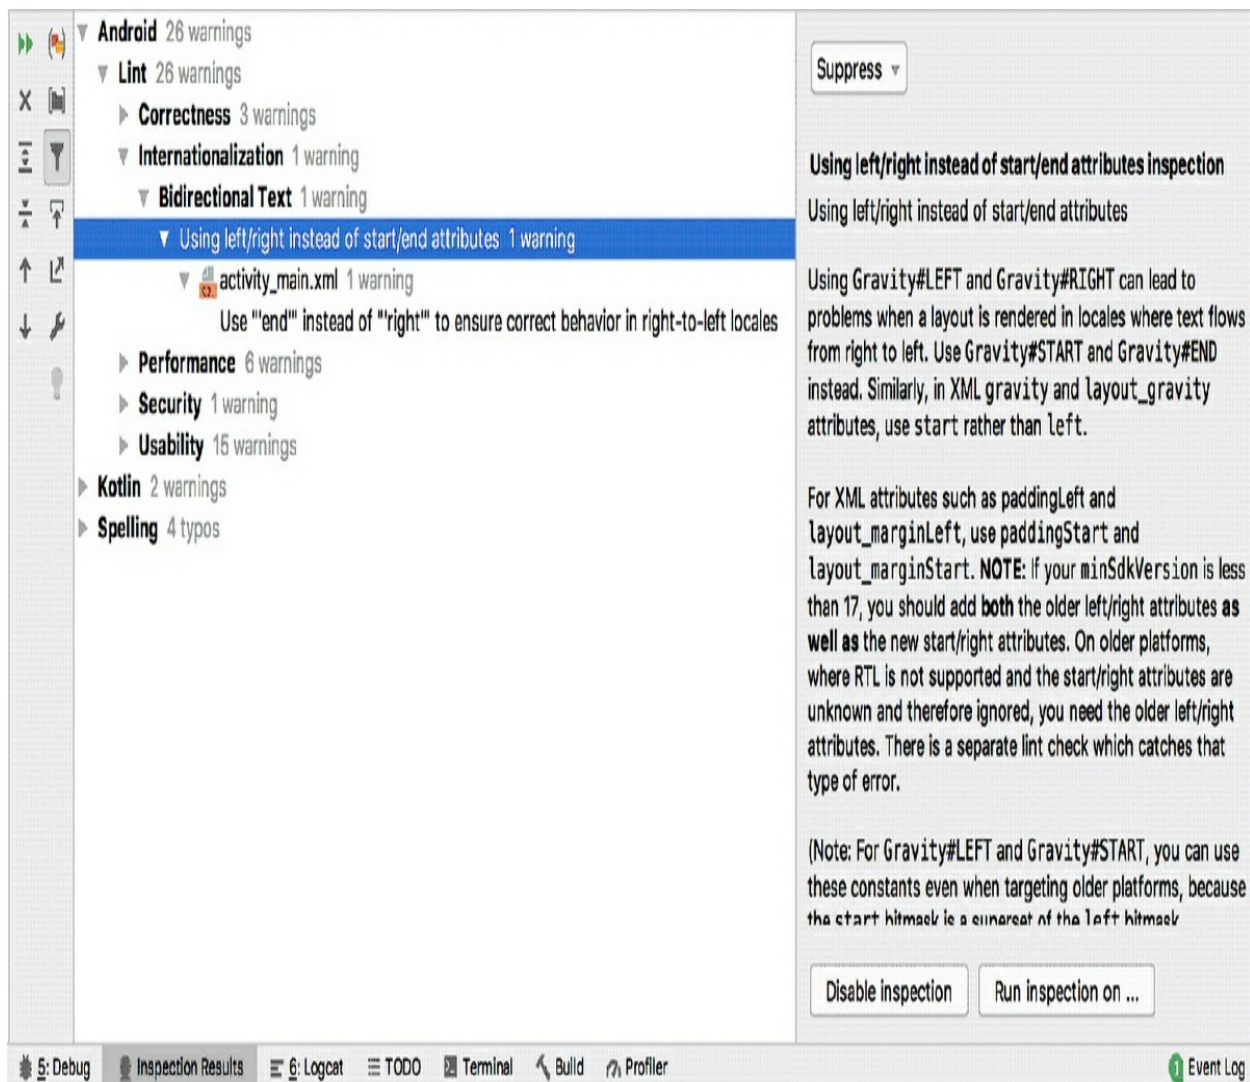 Android 26 warnings
Lint 26 warnings
Correctness 3 warnings
Internationalization 1 warning
Bidirectional Text 1 warning
Using left/right instead of start/end attributes 1 warning
activity_main.xml 1 warning
Use "'end"' instead of "'right"' to ensure correct behavior in right-to-left locales
Performance 6 warnings
Security 1 warning
Usability 15 warnings
Kotlin 2 warnings
Spelling 4 typos
Suppress
Using left/right instead of start/end attributes inspection
Using left/right instead of start/end attributes
Using Gravity#LEFT and Gravity#RIGHT can lead to
problems when a layout is rendered in locales where text flows
from right to left. Use Gravity#START and Gravity#END
instead. Similarly, in XML gravity and layout_gravity
attributes, use start rather than left.
For XML attributes such as paddingLeft and
layout_marginLeft, use paddingStart and
layout_marginStart. NOTE: If your minSdkVersion is less
than 17, you should add both the older left/right attributes as
well as the new start/right attributes. On older platforms,
where RTL is not supported and the start/right attributes are
unknown and therefore ignored, you need the older left/right
attributes. There is a separate lint check which catches that
type of error.
(Note: For Gravity#LEFT and Gravity#START, you can use
these constants even when targeting older platforms, because
the start bitmask is a superset of the left bitmask
Disable inspection
Run inspection on ...
5: Debug
Inspection Results
6: Logcat
TODO
Terminal
Build
Profiler
1 Event Log